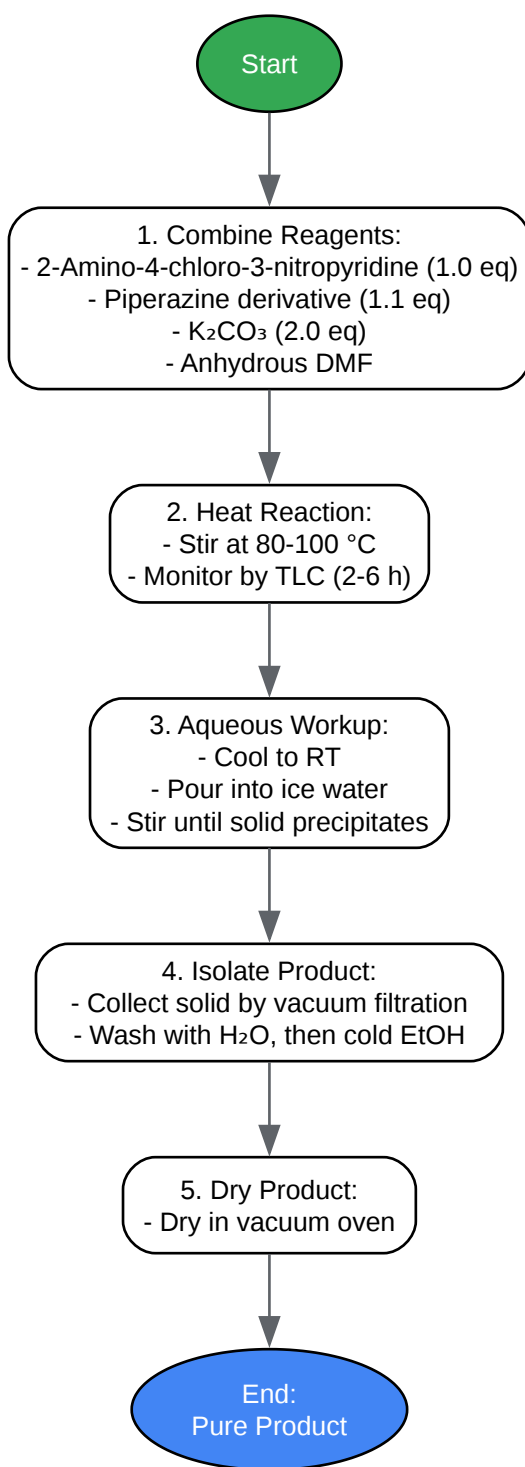 Start
1. Combine Reagents:
- 2-Amino-4-chloro-3-nitropyridine (1.0 eq)
- Piperazine derivative (1.1 eq)
- K₂CO₃ (2.0 eq)
- Anhydrous DMF
2. Heat Reaction:
- Stir at 80-100 °C
- Monitor by TLC (2-6 h)
3. Aqueous Workup:
- Cool to RT
- Pour into ice water
- Stir until solid precipitates
4. Isolate Product:
- Collect solid by vacuum filtration
- Wash with H₂O, then cold EtOH
5. Dry Product:
- Dry in vacuum oven
End:
Pure Product